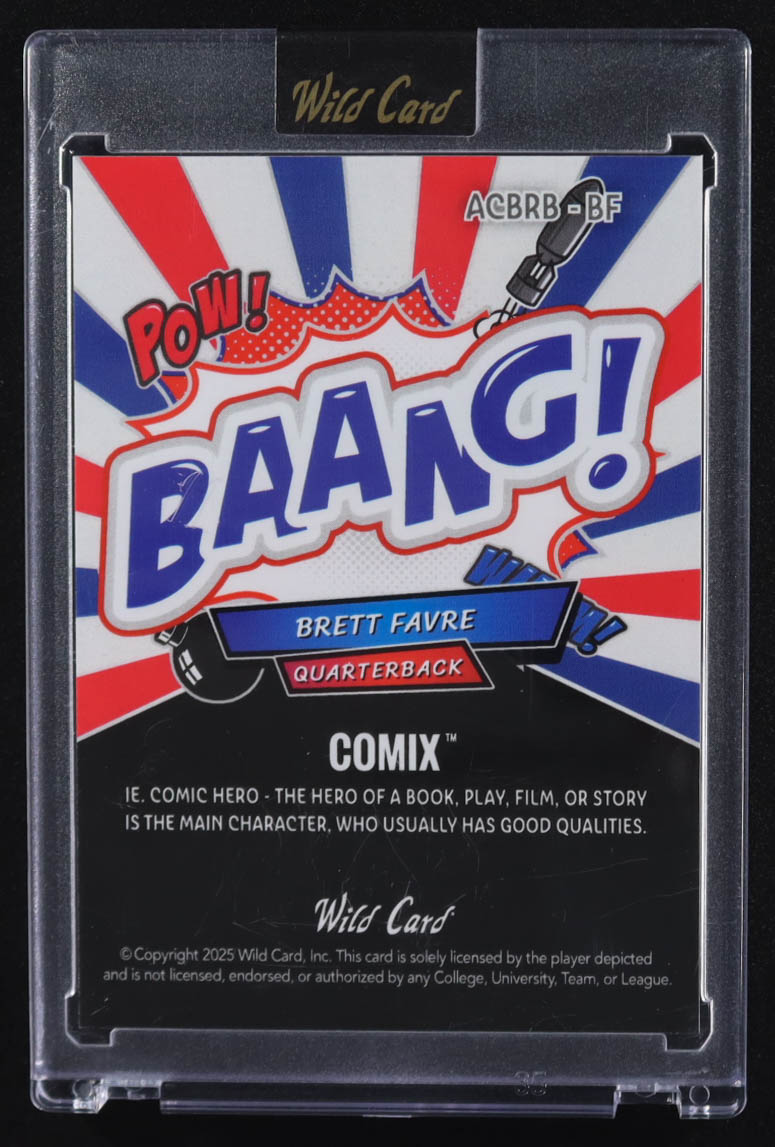 Wild Card
ACBRB-BF
POW!
BAANG!
BRETT FAVRE
QUARTERBACK
COMIX™
IE. COMIC HERO - THE HERO OF A BOOK, PLAY, FILM, OR STORY
IS THE MAIN CHARACTER, WHO USUALLY HAS GOOD QUALITIES.
Wild Card
© Copyright 2025 Wild Card, Inc. This card is solely licensed by the player depicted
and is not licensed, endorsed, or authorized by any College, University, Team, or League.
35